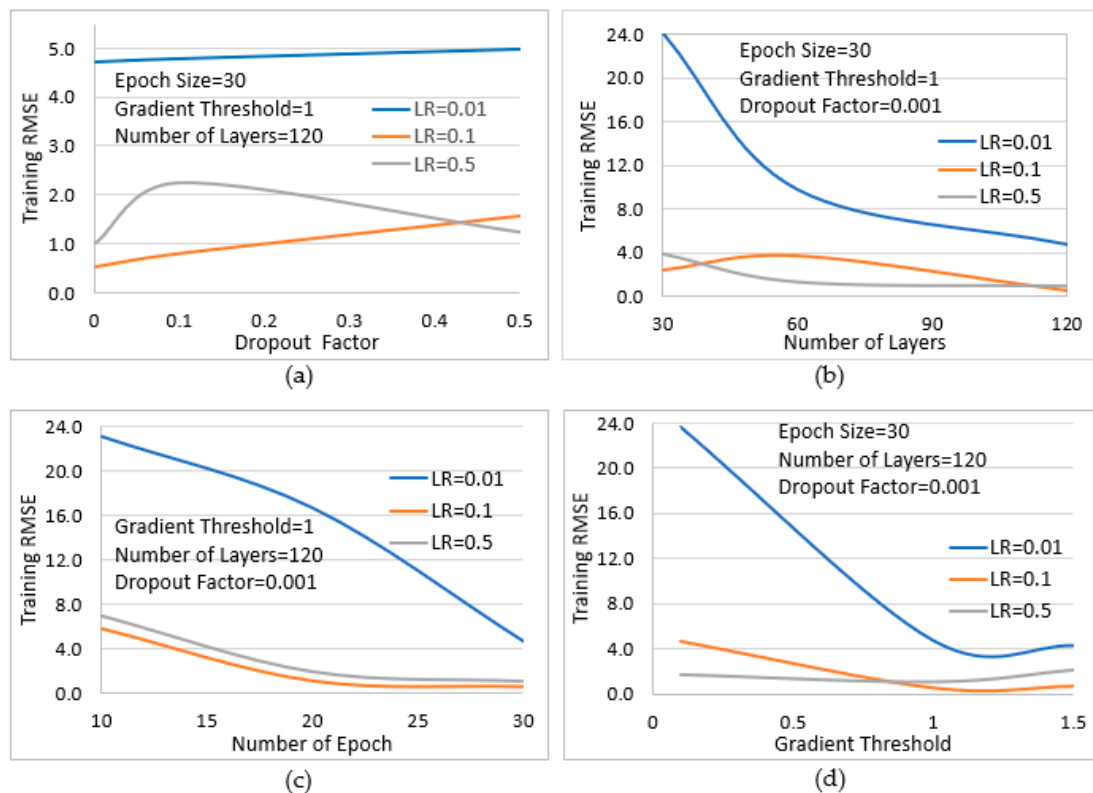 5.0
4.0
3.0
2.0
1.0
0.0
Training RMSE
Epoch Size=30
Gradient Threshold=1
Number of Layers=120
LR=0.01
LR=0.1
LR=0.5
0
0.1
0.2
0.3
0.4
0.5
Dropout Factor
(a)
24.0
20.0
16.0
12.0
8.0
4.0
0.0
Training RMSE
Epoch Size=30
Gradient Threshold=1
Dropout Factor=0.001
LR=0.01
LR=0.1
LR=0.5
30
60
90
120
Number of Layers
(b)
24.0
20.0
16.0
12.0
8.0
4.0
0.0
Training RMSE
LR=0.01
LR=0.1
LR=0.5
Gradient Threshold=1
Number of Layers=120
Dropout Factor=0.001
10
15
20
25
30
Number of Epoch
(c)
24.0
20.0
16.0
12.0
8.0
4.0
0.0
Training RMSE
Epoch Size=30
Number of Layers=120
Dropout Factor=0.001
LR=0.01
LR=0.1
LR=0.5
0
0.5
1
1.5
Gradient Threshold
(d)